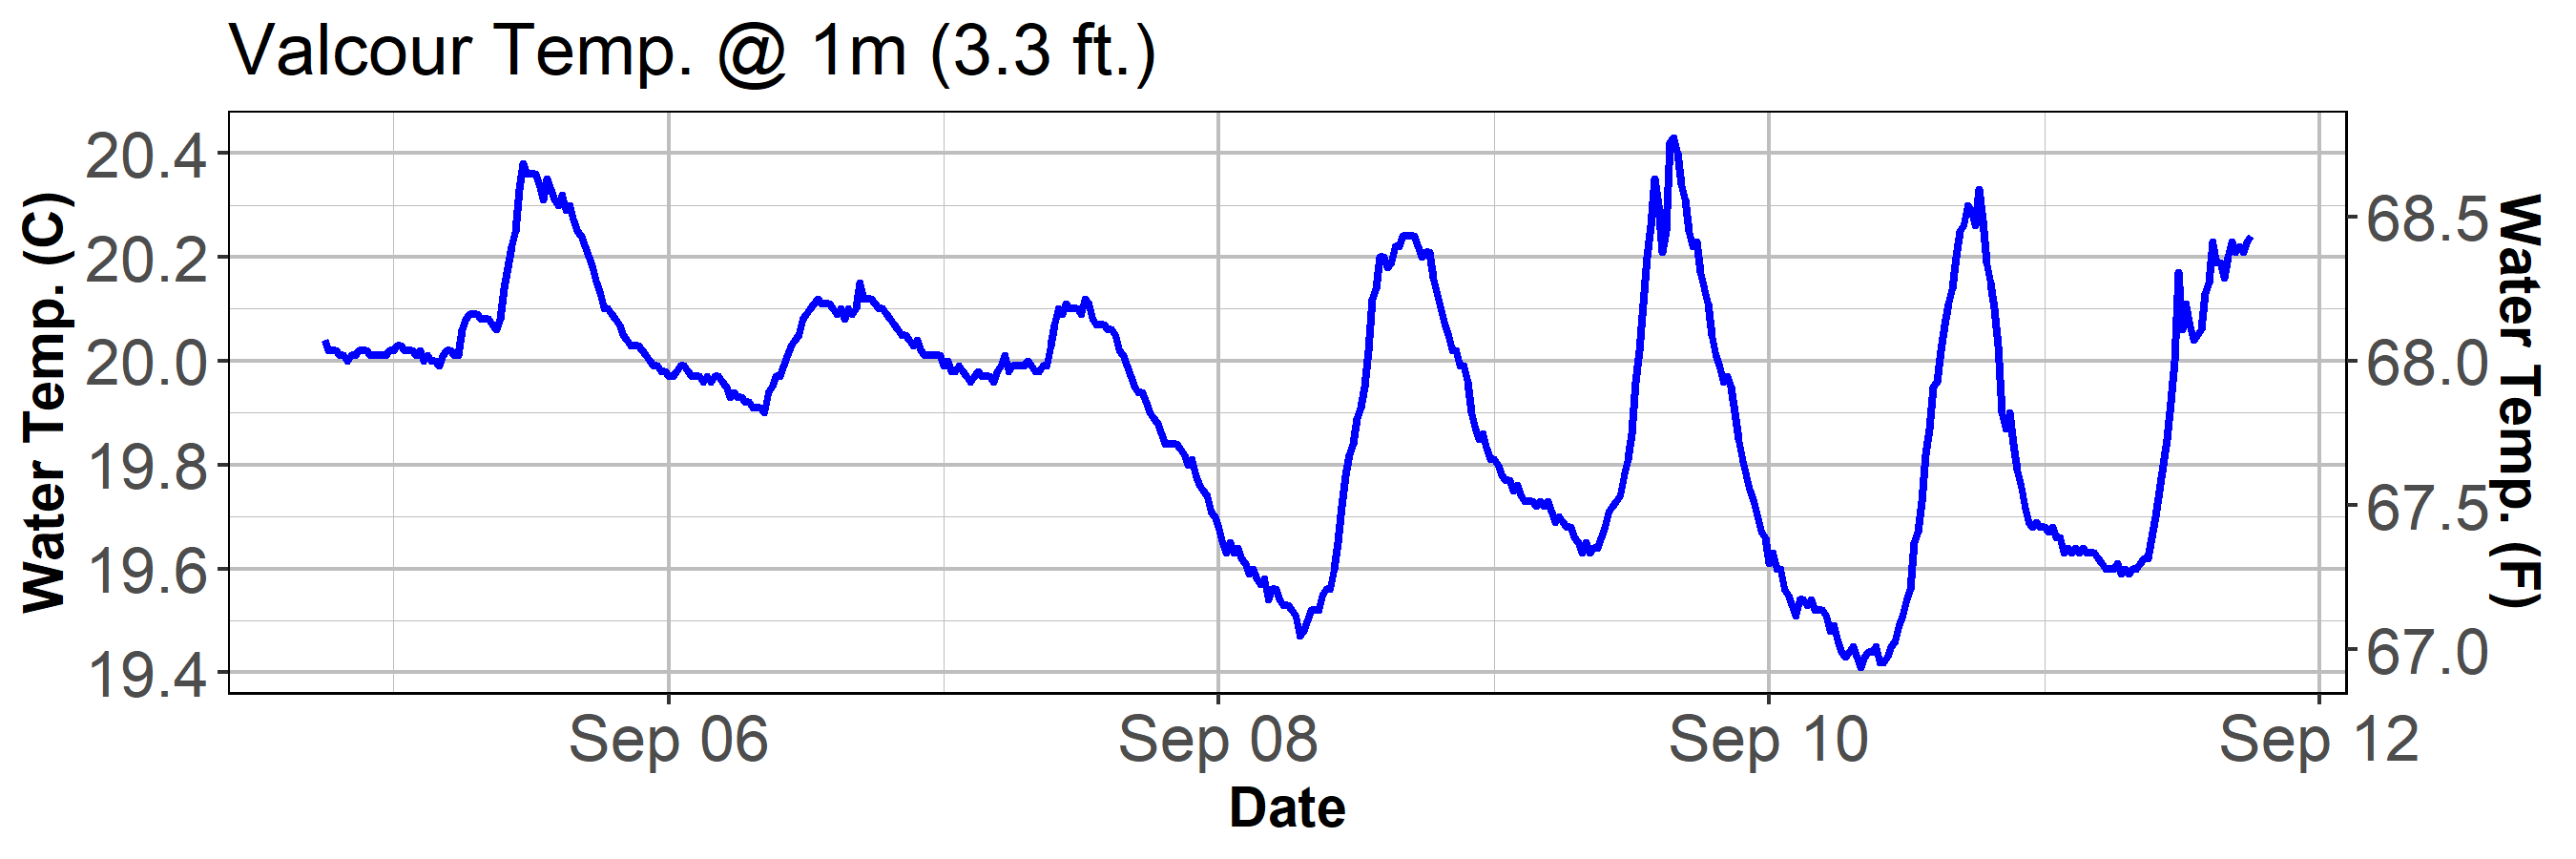 Valcour Temp. @ 1m (3.3 ft.)
Water Temp. (C)
20.4
20.2
20.0
19.8
19.6
19.4
68.5
68.0
67.5
67.0
Water Temp. (F)
Sep 06
Sep 08
Sep 10
Sep 12
Date